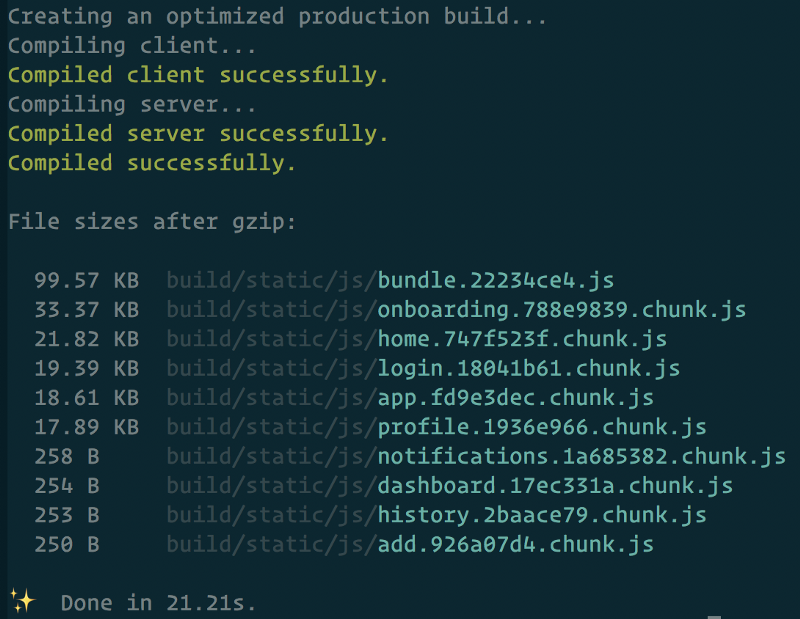 Creating an optimized production build...
Compiling client...
Compiled client successfully.
Compiling server...
Compiled server successfully.
Compiled successfully.
File sizes after gzip:
99.57 KB build/static/js/bundle.22234ce4.js
33.37 KB build/static/js/onboarding.788e9839.chunk.js
21.82 KB build/static/js/home.747f523f.chunk.js
19.39 KB build/static/js/login.18041b61.chunk.js
18.61 KB build/static/js/app.fd9e3dec.chunk.js
17.89 KB build/static/js/profile.1936e966.chunk.js
258 B build/static/js/notifications.1a685382.chunk.js
254 B build/static/js/dashboard.17ec331a.chunk.js
253 B build/static/js/history.2baace79.chunk.js
250 B build/static/js/add.926a07d4.chunk.js
✨ Done in 21.21s.